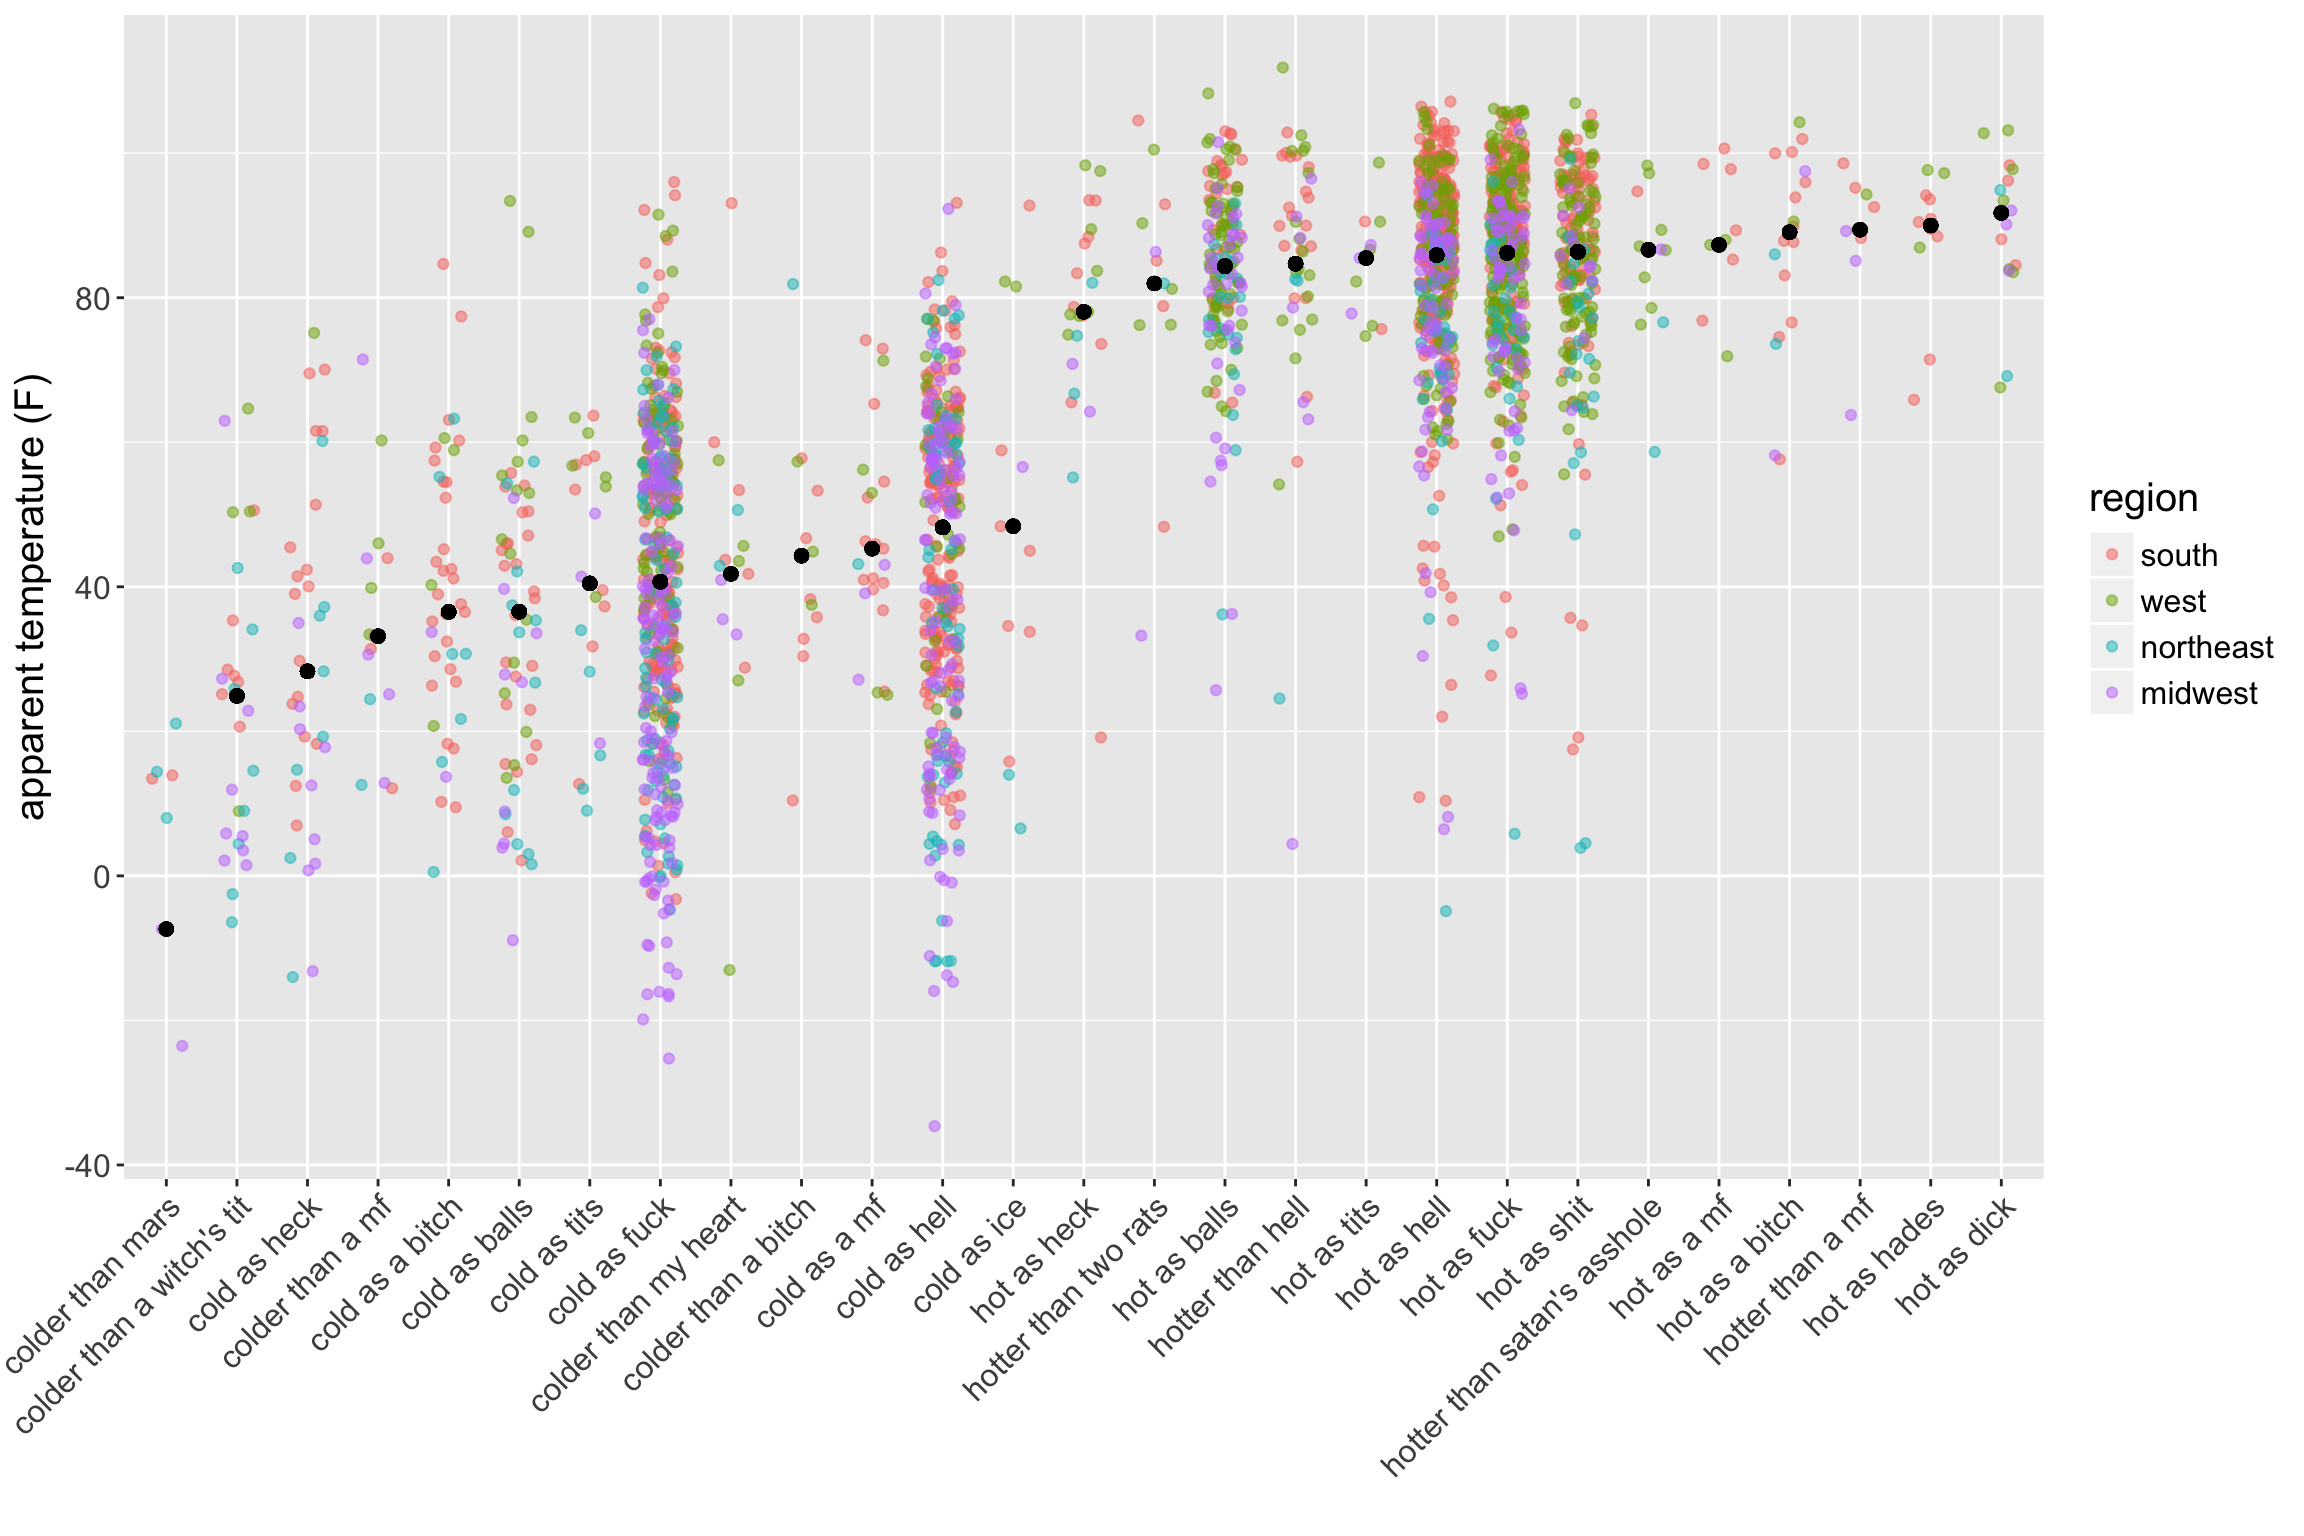 apparent temperature (F)
80
40
0
-40
colder than mars
colder than a witch's tit
cold as heck
colder than a mf
cold as a bitch
cold as balls
cold as tits
cold as fuck
colder than my heart
colder than a bitch
cold as a mf
cold as hell
cold as ice
hot as heck
hotter than two rats
hot as balls
hotter than hell
hot as tits
hot as hell
hot as fuck
hot as shit
hotter than satan's asshole
hot as a mf
hot as a bitch
hotter than a mf
hot as hades
hot as dick
region
south
west
northeast
midwest